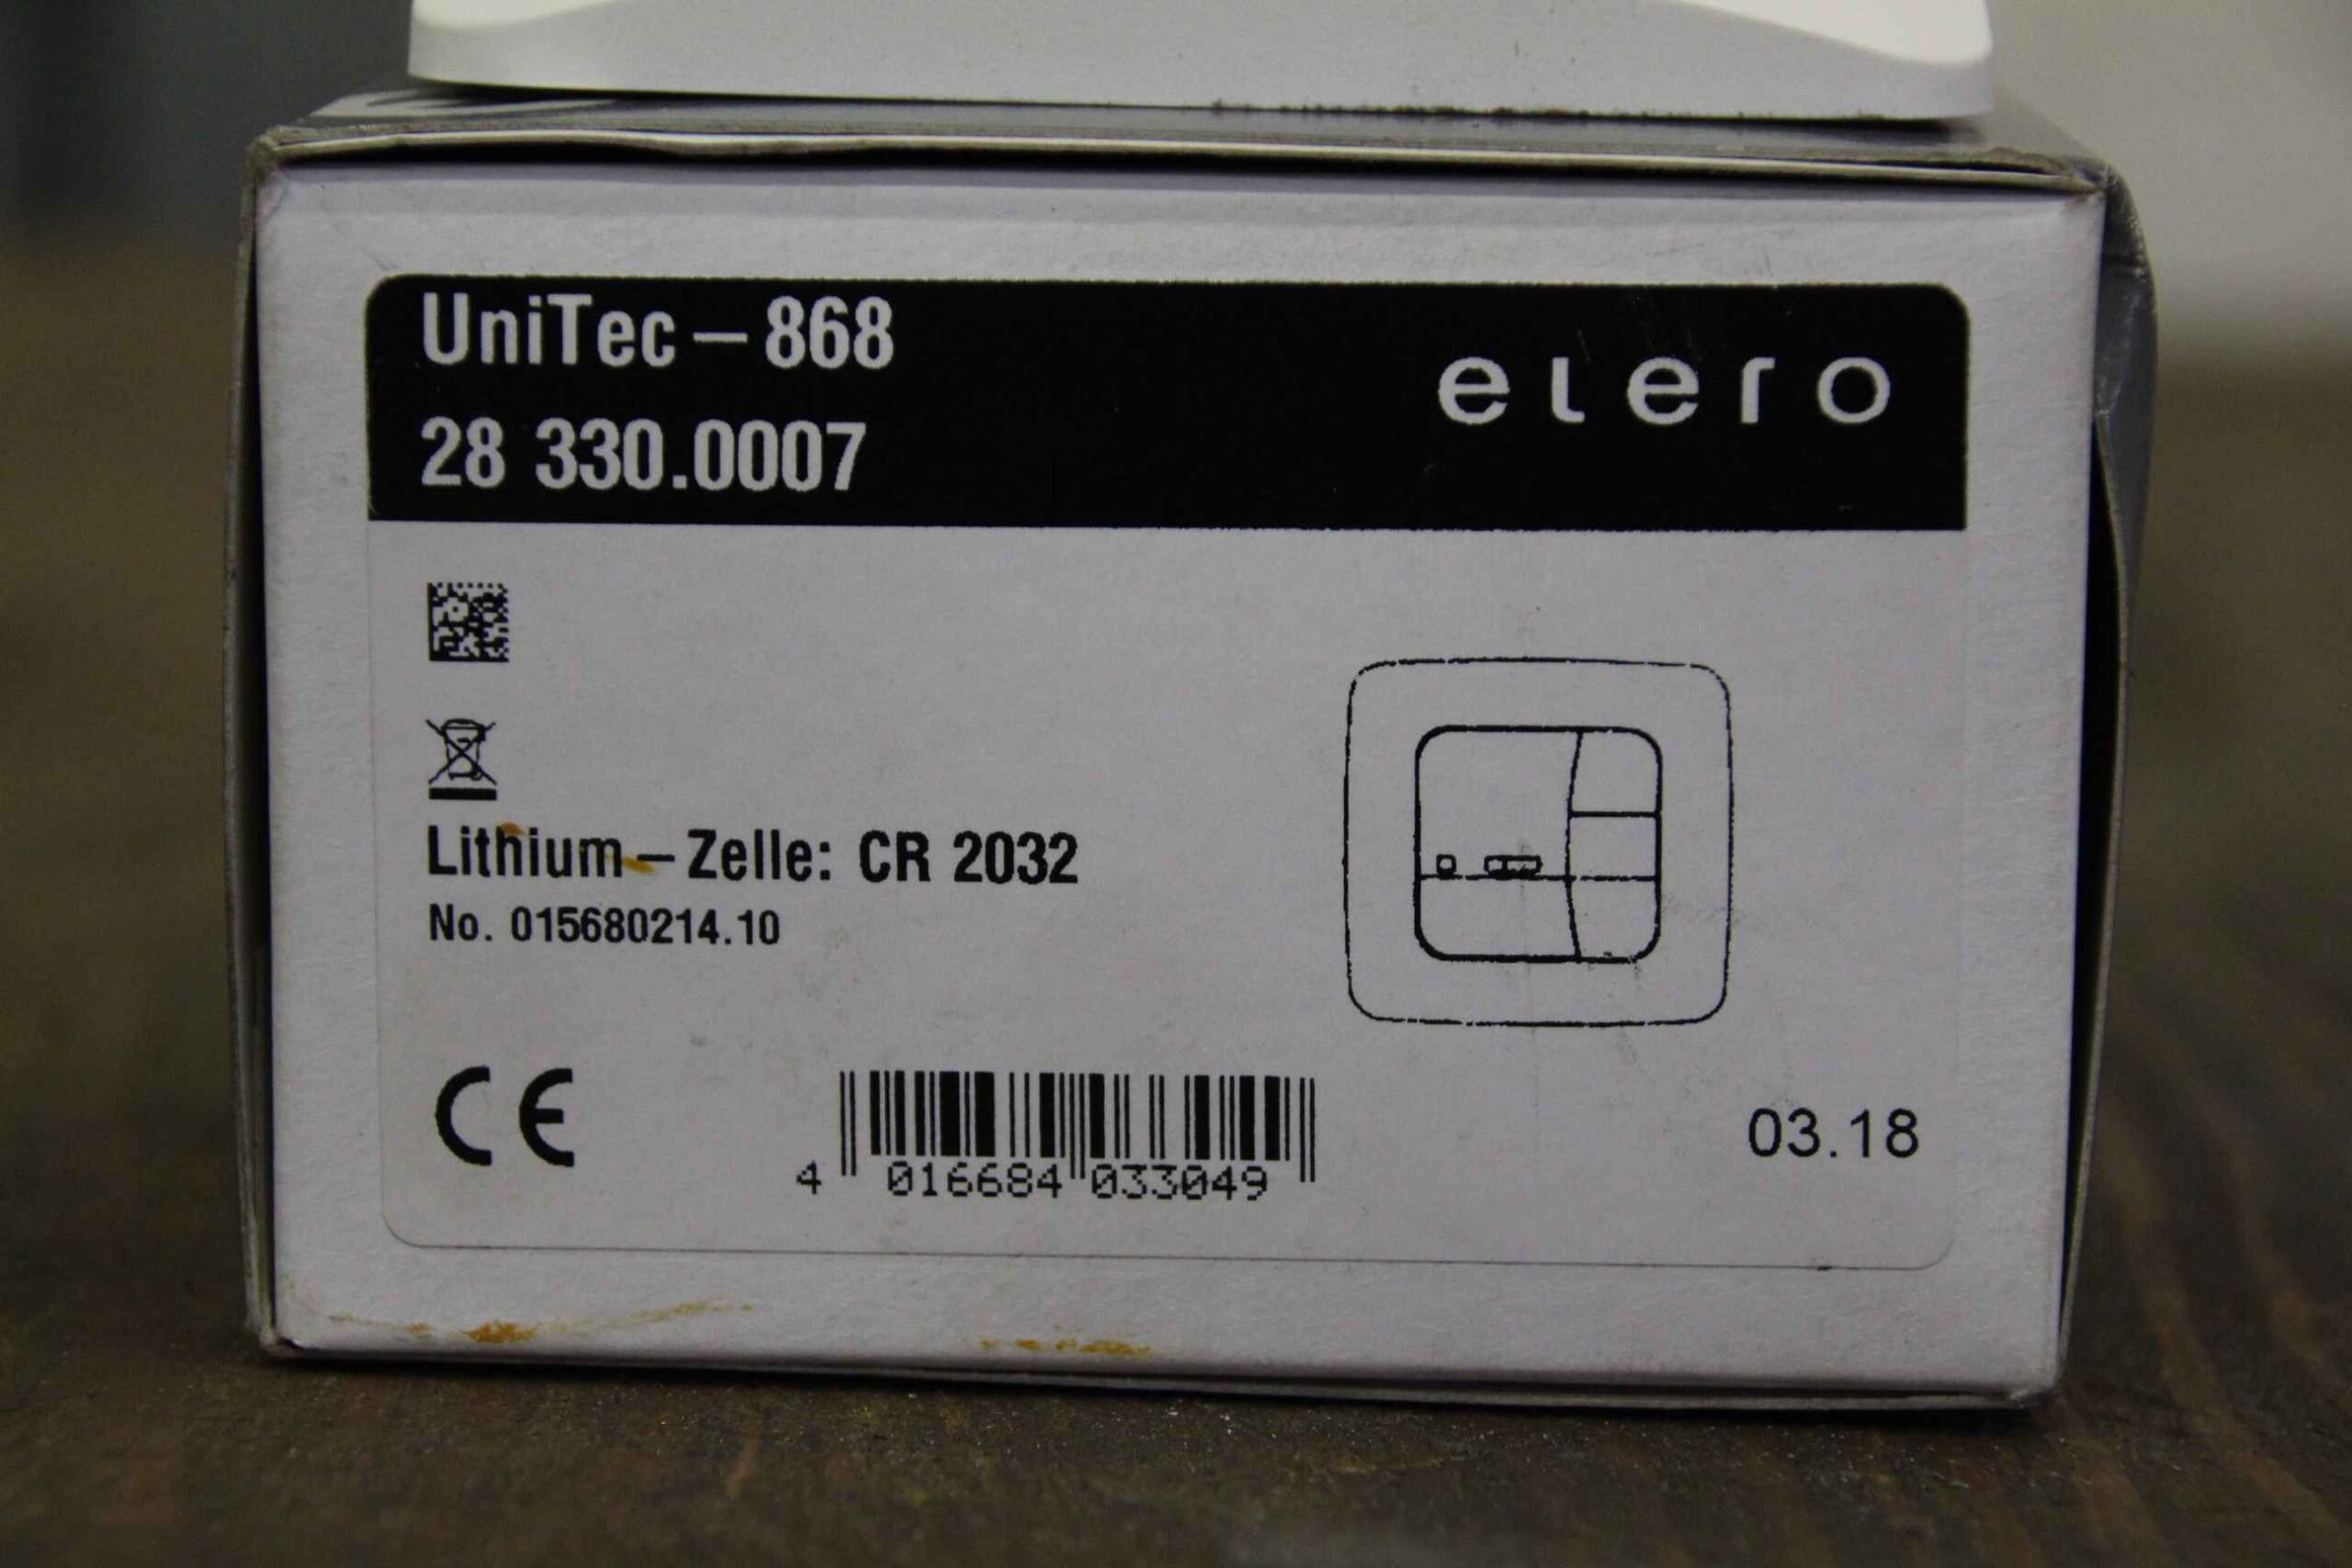 UniTec – 868
28 330.0007
elero
Lithium – Zelle: CR 2032
No. 015680214.10
CE
4 016684 033049
03.18